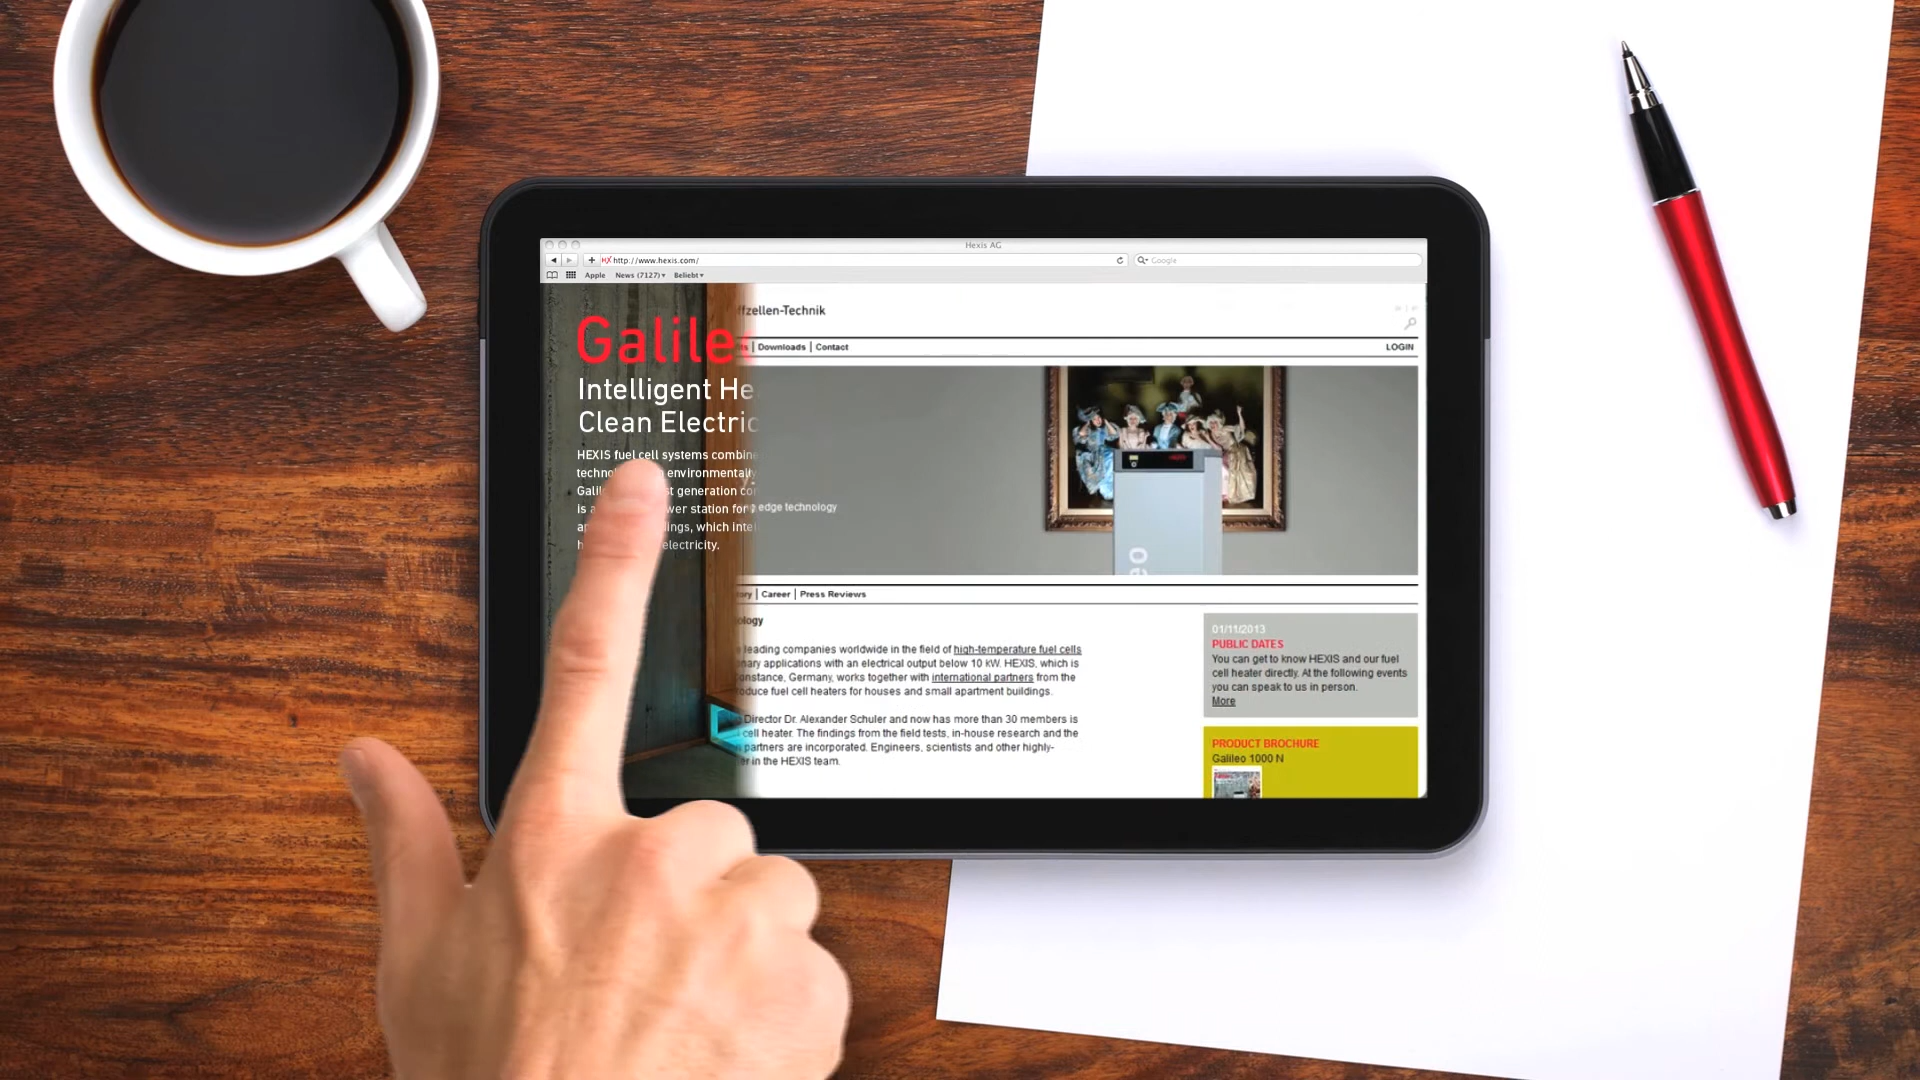 Hexis AG
http://www.hexis.com/
Google
Apple News (7127) Beliebt
Galile
ffzellen-Technik
Downloads | Contact
LOGIN
Intelligent He
Clean Electric
HEXIS fuel cell systems combine
environmentally
generation
is a wer station for
edge technology
dings, which
electricity.
eo
ory | Career | Press Reviews
ology
leading companies worldwide in the field of high-temperature fuel cells
nary applications with an electrical output below 10 kW. HEXIS, which is
onstance, Germany, works together with international partners from the
oduce fuel cell heaters for houses and small apartment buildings.
Director Dr. Alexander Schuler and now has more than 30 members is
cell heater. The findings from the field tests, in-house research and the
partners are incorporated. Engineers, scientists and other highly-
er in the HEXIS team.
01/11/2013
PUBLIC DATES
You can get to know HEXIS and our fuel
cell heater directly. At the following events
you can speak to us in person.
More
PRODUCT BROCHURE
Galileo 1000 N